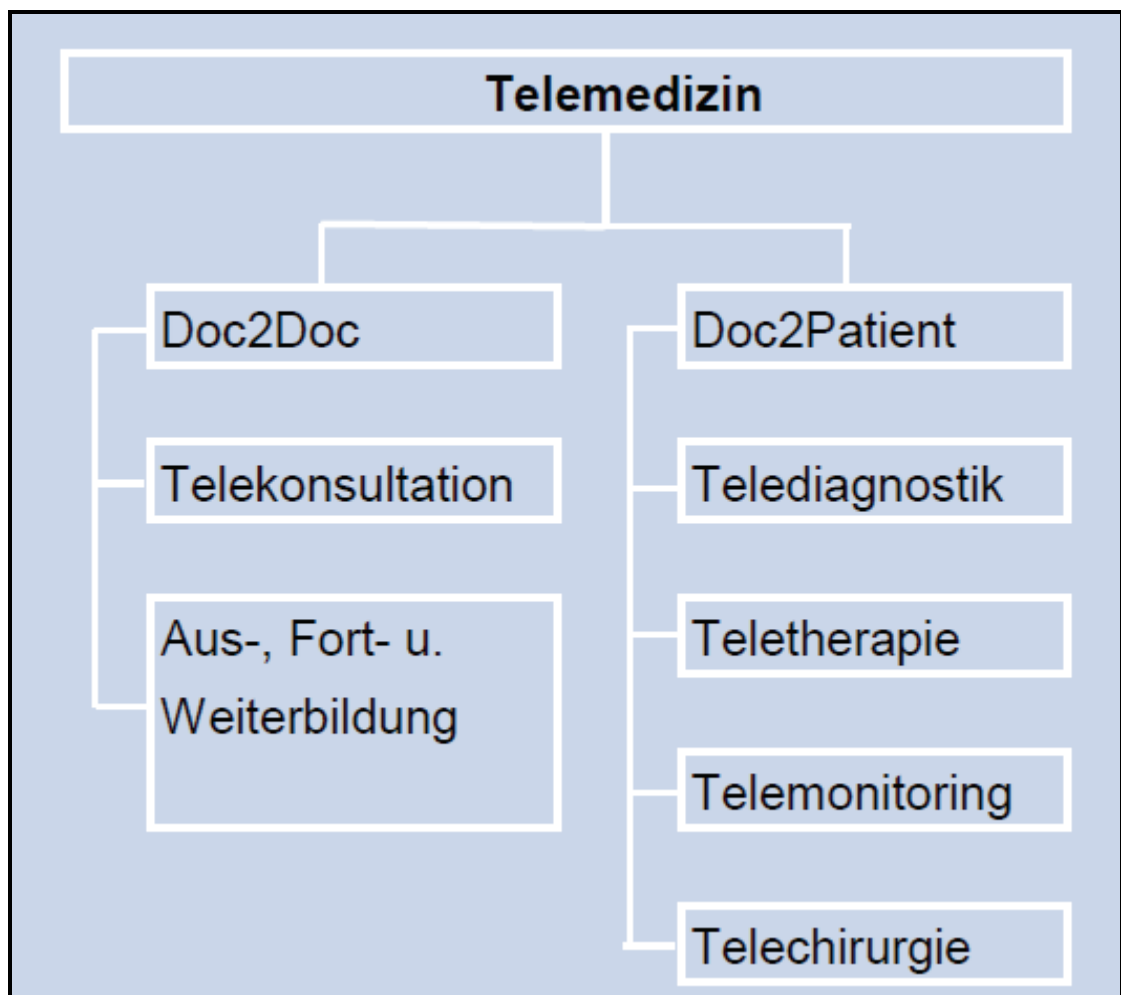 Telemedizin
Doc2Doc
Telekonsultation
Aus-, Fort- u.
Weiterbildung
Doc2Patient
Telediagnostik
Teletherapie
Telemonitoring
Telechirurgie